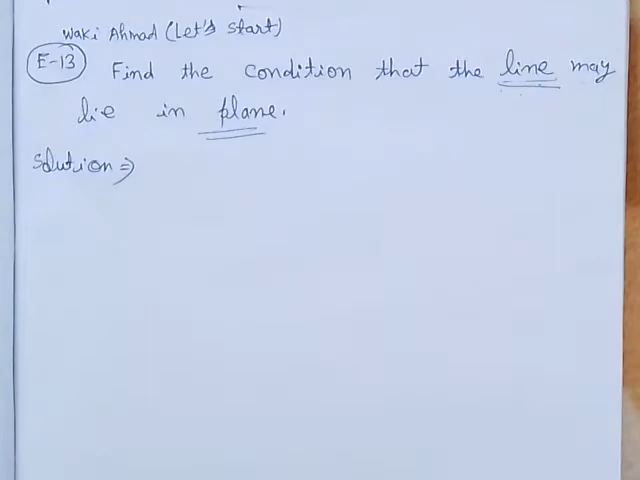 Waki Ahmad (Let's start)
E-13 Find the condition that the line may
lie in plane.
Solution ⇒